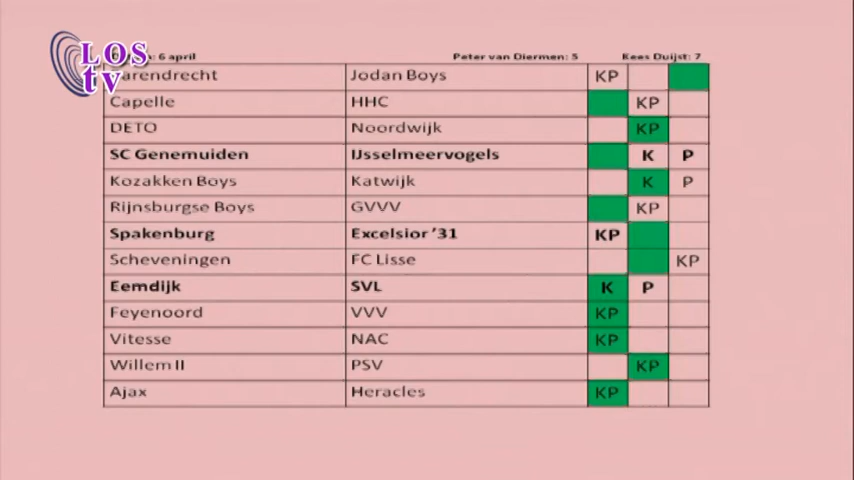 LOS
tv
: 6 april Peter van Diermen: 5 Kees Duijst: 7
arendrecht Jodan Boys KP
Capelle HHC KP
DETO Noordwijk KP
SC Genemuiden IJsselmeervogels K P
Kozakken Boys Katwijk K P
Rijnsburgse Boys GVVV KP
Spakenburg Excelsior '31 KP
Scheveningen FC Lisse KP
Eemdijk SVL K P
Feyenoord VVV KP
Vitesse NAC KP
Willem II PSV KP
Ajax Heracles KP